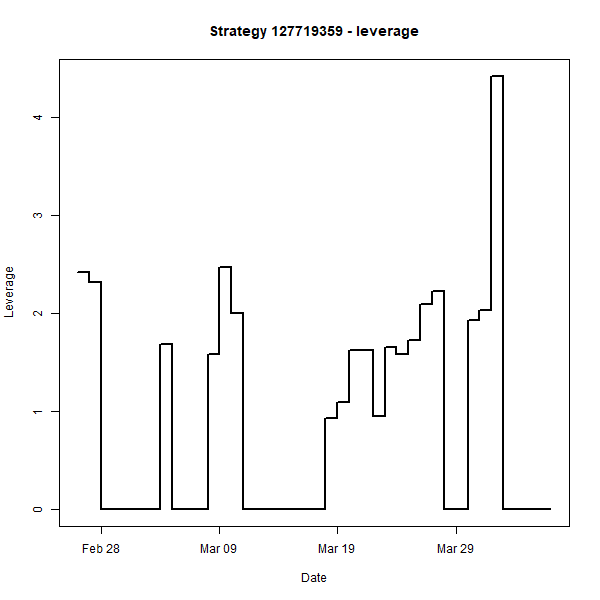 Strategy 127719359 - leverage
Leverage
4
3
2
1
0
Feb 28
Mar 09
Mar 19
Mar 29
Date